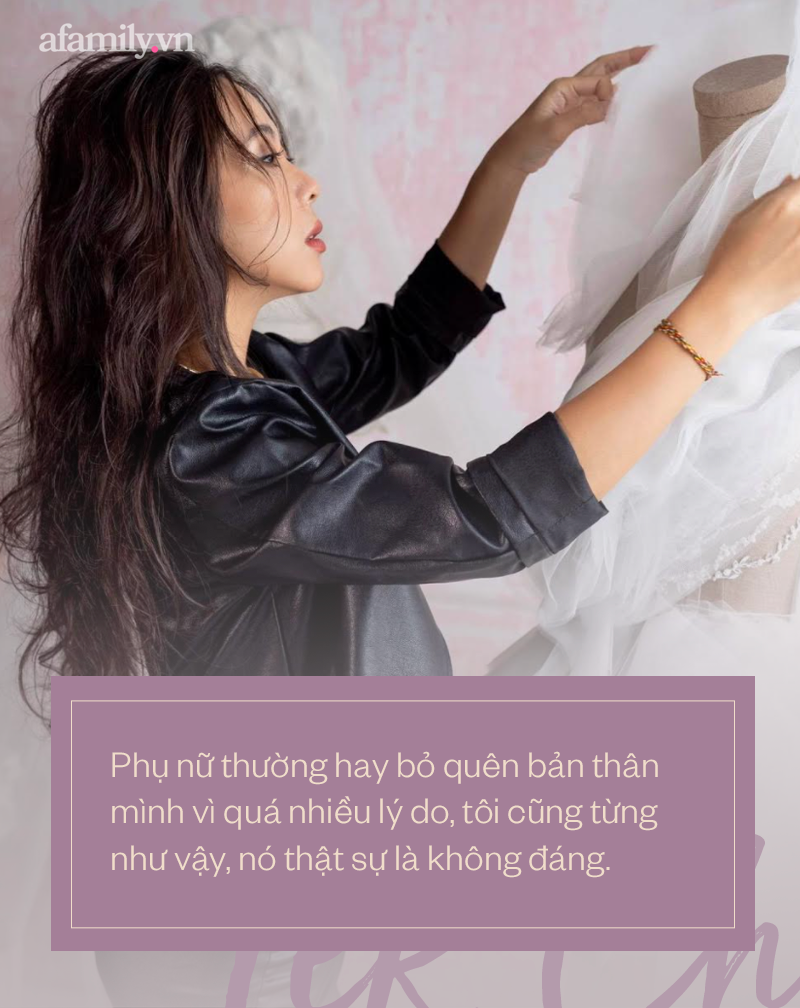 afamily.vn
Phụ nữ thường hay bỏ quên bản thân
mình vì quá nhiều lý do, tôi cũng từng
như vậy, nó thật sự là không đáng.